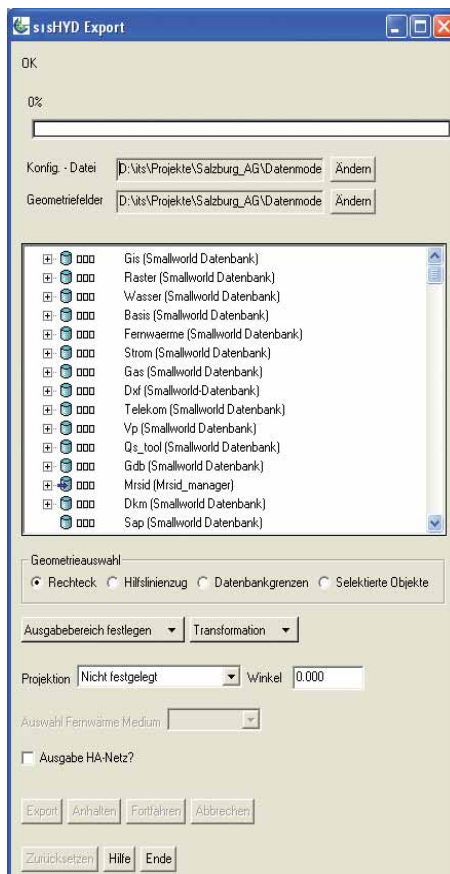 sisHYD Export
OK
0%
Konfig. - Datei D:\its\Projekte\Salzburg_AG\Datenmode Ändern
Geometriefelder D:\its\Projekte\Salzburg_AG\Datenmode Ändern
Gis (Smallworld Datenbank)
Raster (Smallworld Datenbank)
Wasser (Smallworld Datenbank)
Basis (Smallworld Datenbank)
Fernwaerme (Smallworld Datenbank)
Strom (Smallworld Datenbank)
Gas (Smallworld Datenbank)
Dxf (Smallworld-Datenbank)
Telekom (Smallworld Datenbank)
Vp (Smallworld Datenbank)
Qs_tool (Smallworld Datenbank)
Gdb (Smallworld Datenbank)
Mrsid (Mrsid_manager)
Dkm (Smallworld Datenbank)
Sap (Smallworld Datenbank)
Geometrieauswahl
Rechteck Hilfslinienzug Datenbankgrenzen Selektierte Objekte
Ausgabebereich festlegen Transformation
Projektion Nicht festgelegt Winkel 0.000
Auswahl Fernwärme Medium
Ausgabe HA-Netz?
Export Anhalten Fortfahren Abbrechen
Zurücksetzen Hilfe Ende